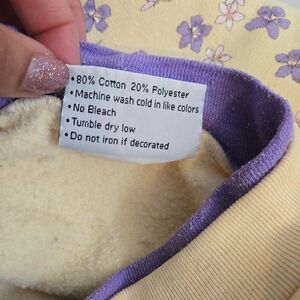 •80% Cotton 20% Polyester
•Machine wash cold in like colors
•No Bleach
•Tumble dry low
•Do not iron if decorated